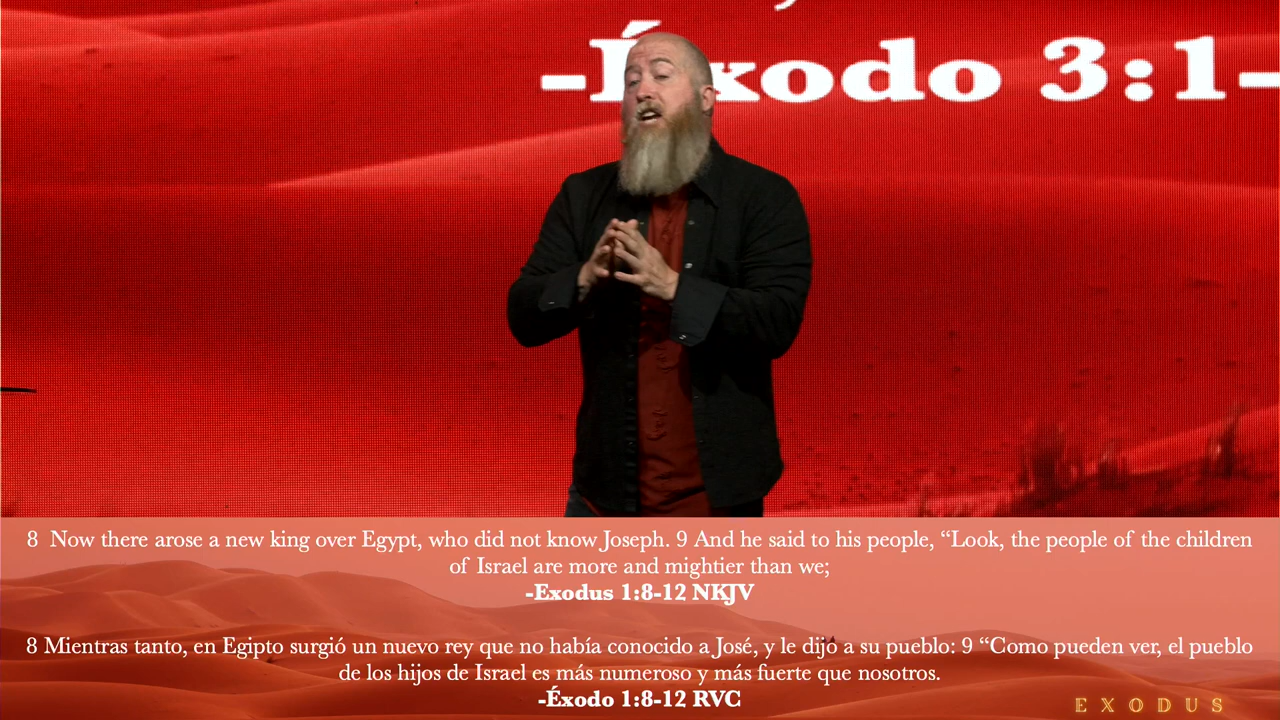 -Éxodo 3:1-
8 Now there arose a new king over Egypt, who did not know Joseph. 9 And he said to his people, “Look, the people of the children
of Israel are more and mightier than we;
-Exodus 1:8-12 NKJV
8 Mientras tanto, en Egipto surgió un nuevo rey que no había conocido a José, y le dijo a su pueblo: 9 “Como pueden ver, el pueblo
de los hijos de Israel es más numeroso y más fuerte que nosotros.
-Éxodo 1:8-12 RVC
EXODUS